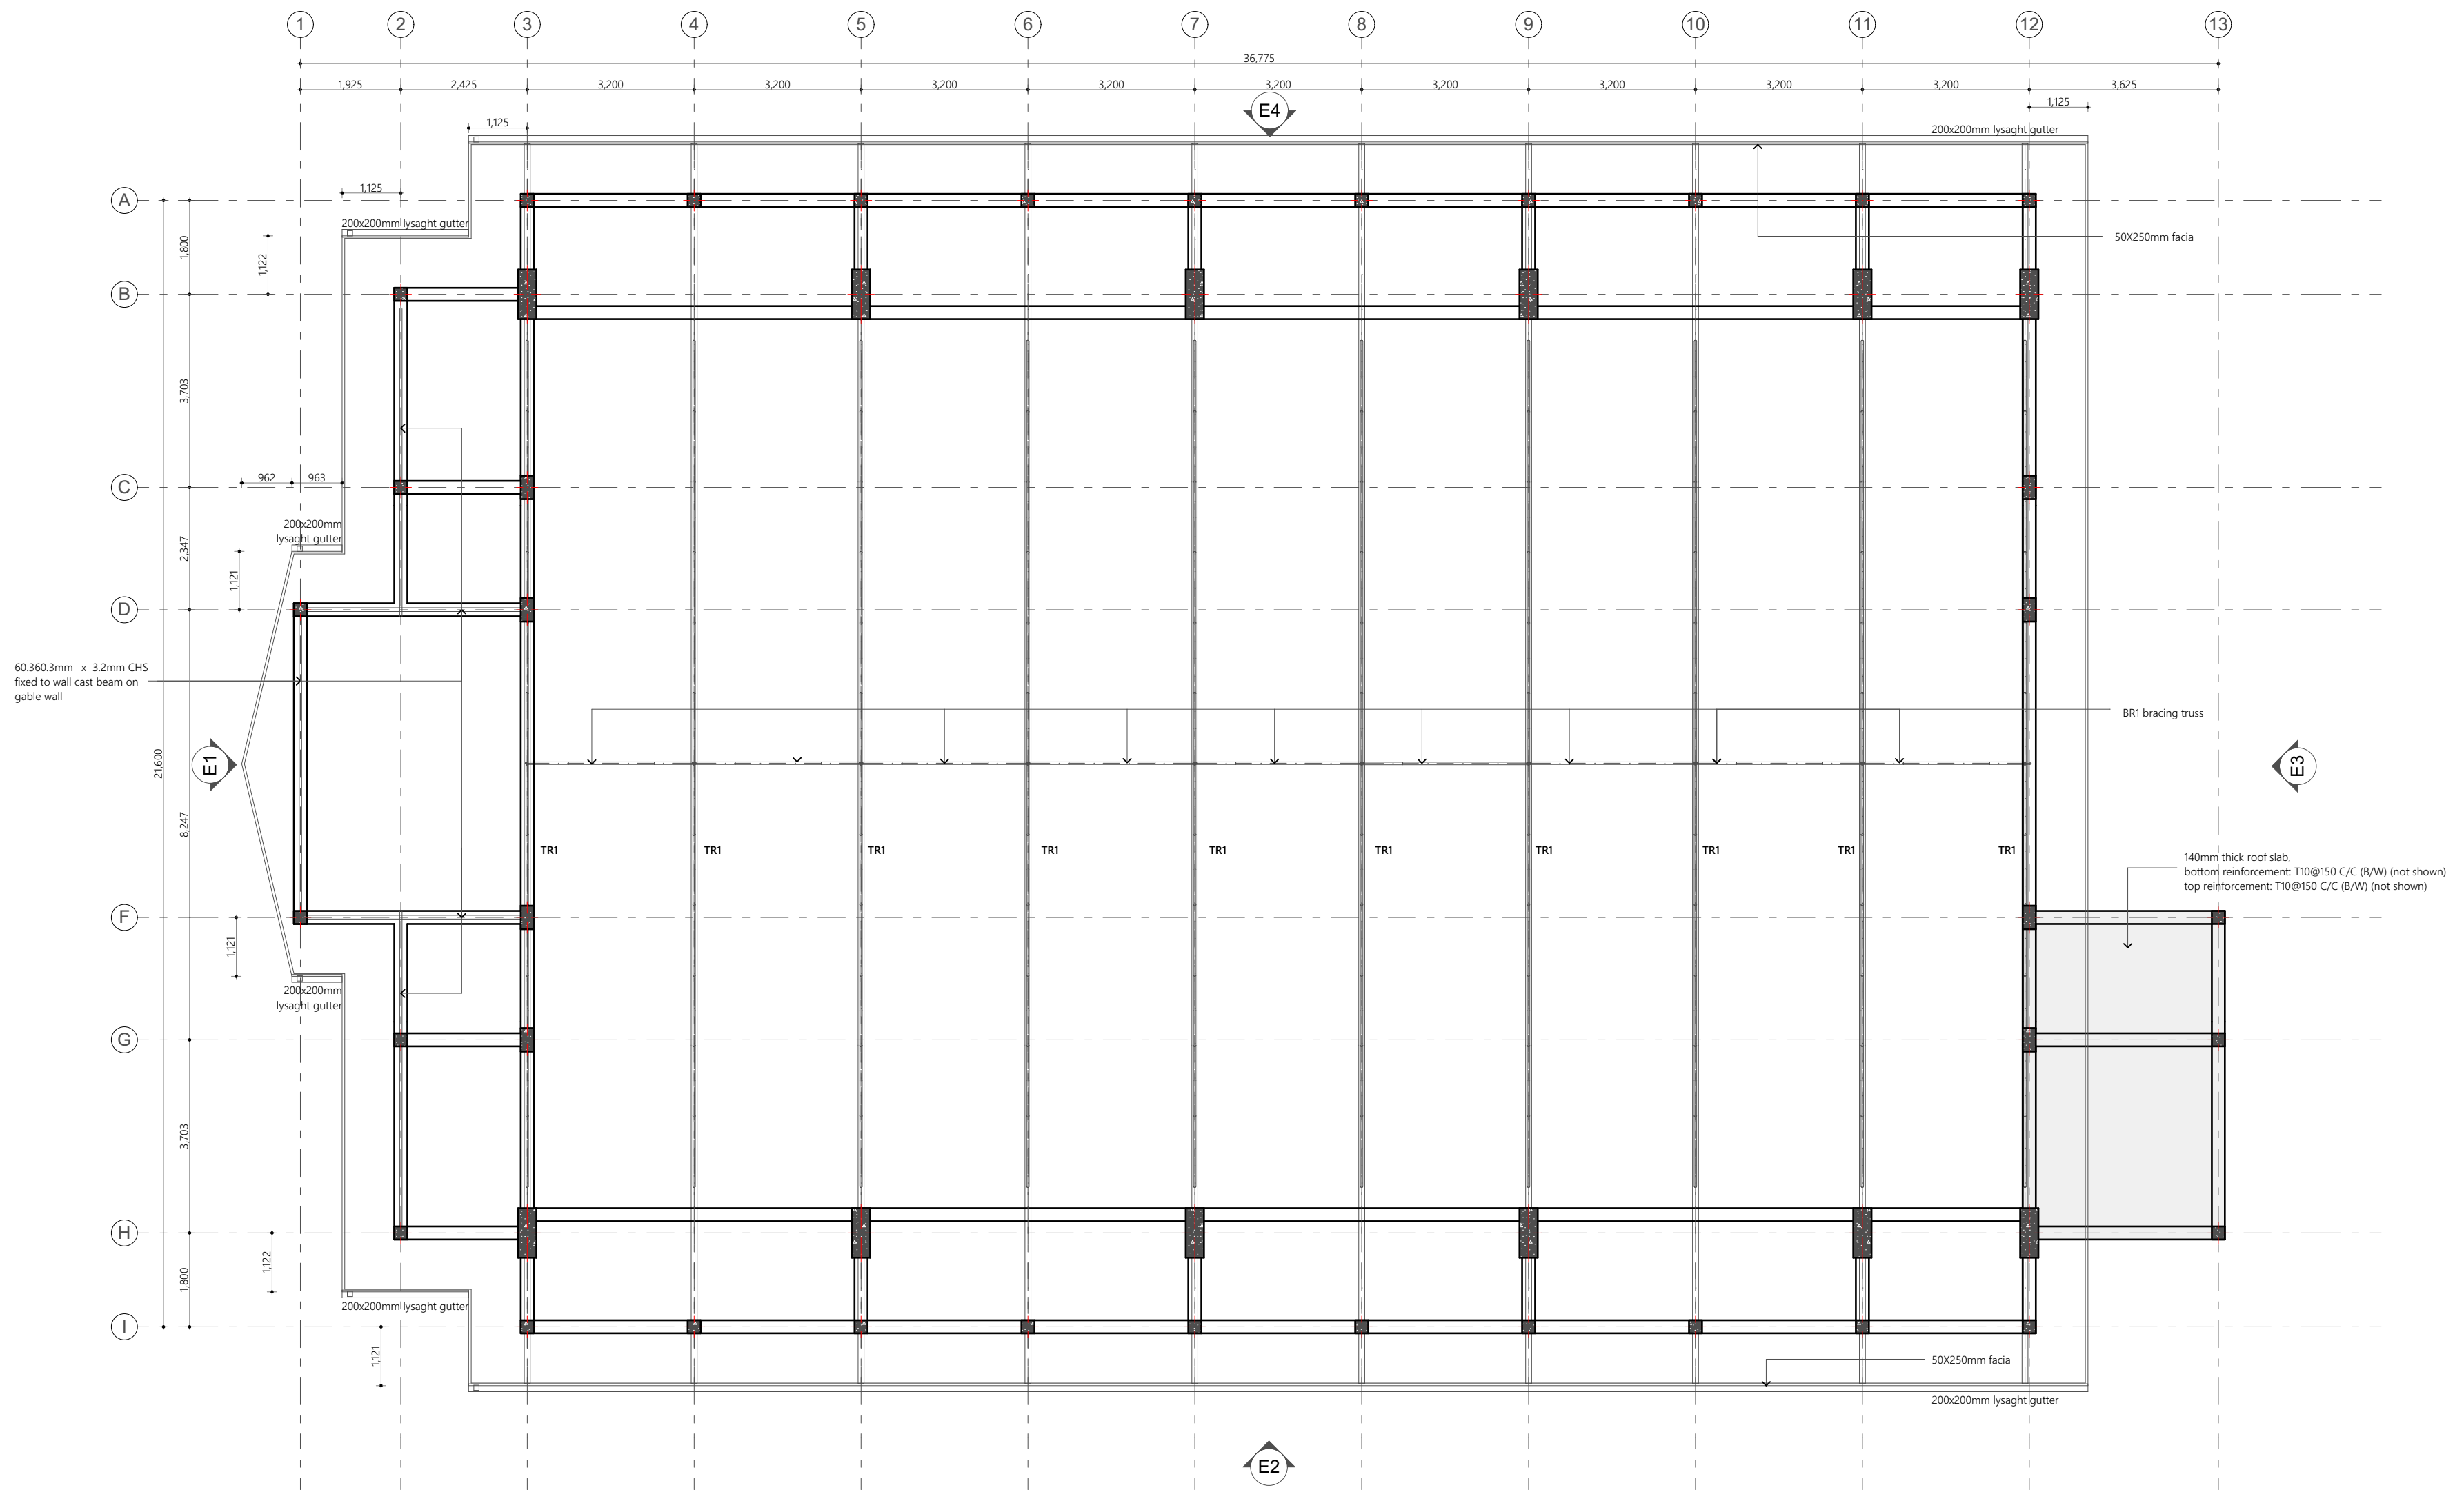 1 2 3 4 5 6 7 8 9 10 11 12 13
36,775
1,925 2,425 3,200 3,200 3,200 3,200 3,200 3,200 3,200 3,200 3,200 3,625
1,125
1,125
E4
200x200mm lysaght gutter
1,125
A
200x200mm lysaght gutter
50X250mm facia
1,800
1,122
B
3,703
962 963
C
200x200mm
lysaght gutter
2,347
1,121
D
60.360.3mm x 3.2mm CHS
fixed to wall cast beam on
gable wall
BR1 bracing truss
21,600
E1
E3
8,247
TR1 TR1 TR1 TR1 TR1 TR1 TR1 TR1 TR1 TR1
140mm thick roof slab,
bottom reinforcement: T10@150 C/C (B/W) (not shown)
top reinforcement: T10@150 C/C (B/W) (not shown)
F
1,121
200x200mm
lysaght gutter
G
3,703
H
1,122
1,800
200x200mm lysaght gutter
I
1,121
50X250mm facia
200x200mm lysaght gutter
E2